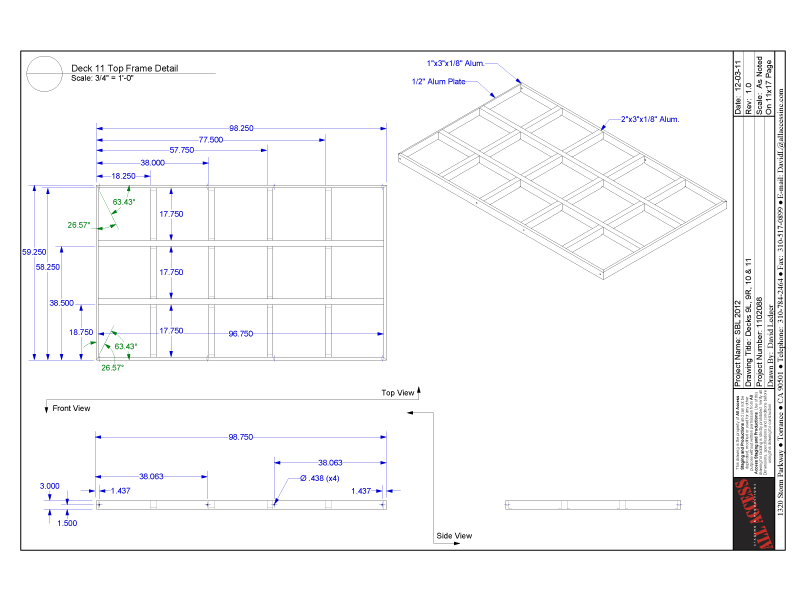 Deck 11 Top Frame Detail
Scale: 3/4" = 1'-0"
1"x3"x1/8" Alum.
1/2" Alum Plate
2"x3"x1/8" Alum.
98.250
77.500
57.750
38.000
18.250
63.43°
26.57°
17.750
59.250
58.250
17.750
38.500
18.750
17.750
96.750
63.43°
26.57°
Top View
Front View
98.750
38.063
38.063
Ø .438 (x4)
3.000
1.437
1.437
1.500
Side View
Date: 12-03-11
Rev: 1.0
Scale: As Noted
On 11x17 Page
Project Name: SBL 2012
Drawing Title: Decks 9L, 9R, 10 & 11
Project Number: 1102088
Drawn By: David Lederer
ALL ACCESS
1320 Storm Parkway ● Torrance ● CA 90501 ● Telephone: 310-784-2464 ● Fax: 310-517-0899 ● E-mail: DavidL@allaccessinc.com